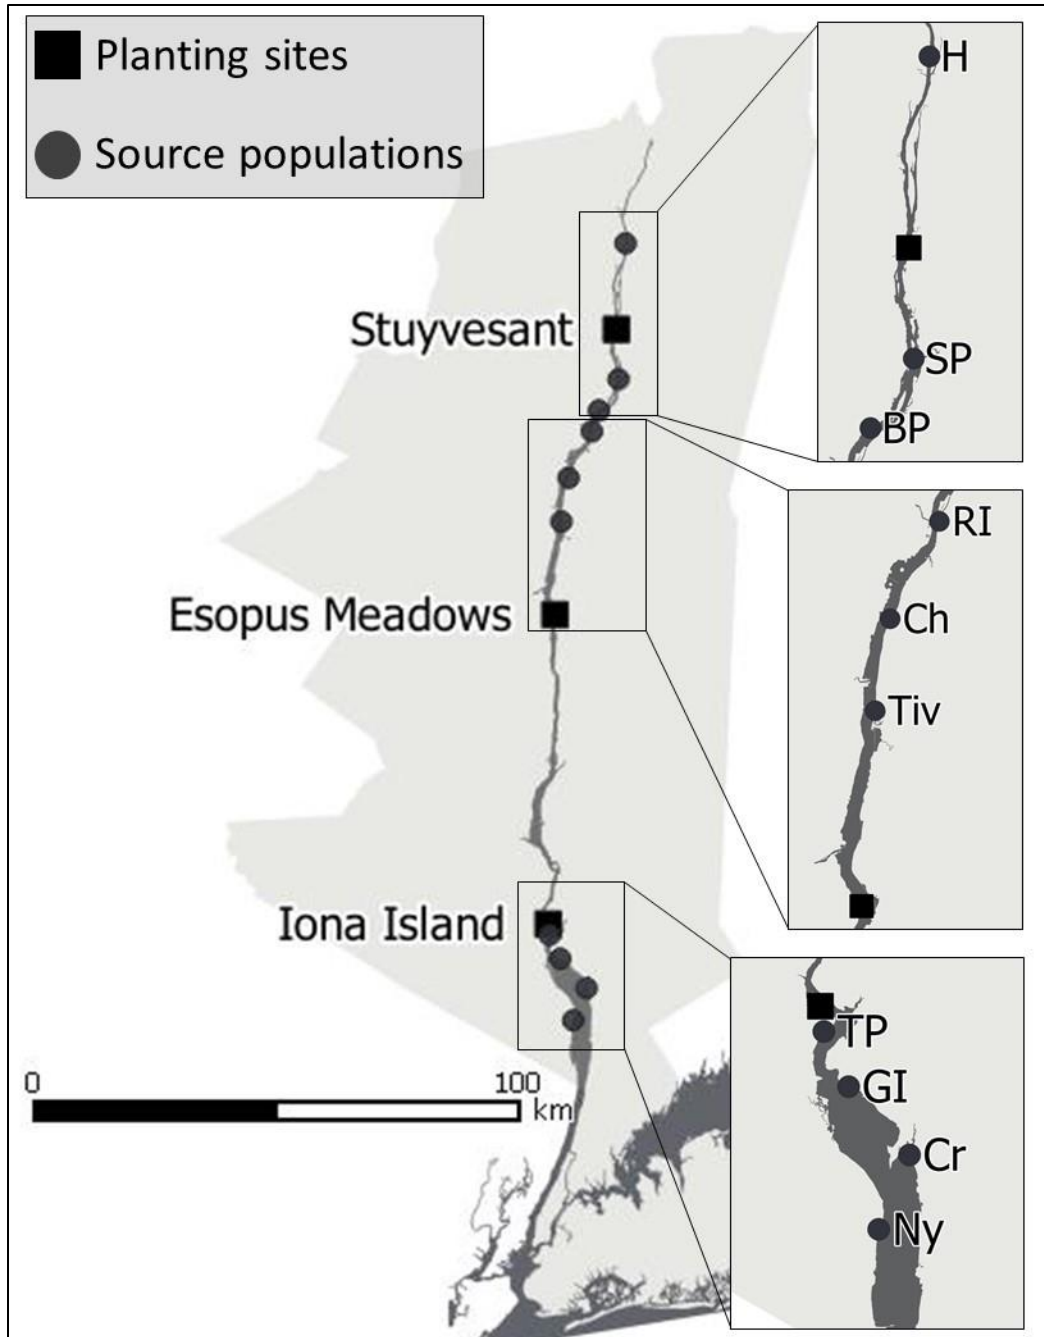 Planting sites
Source populations
H
Stuyvesant
SP
BP
RI
Esopus Meadows
Ch
Tiv
Iona Island
TP
GI
Cr
Ny
0 100
km